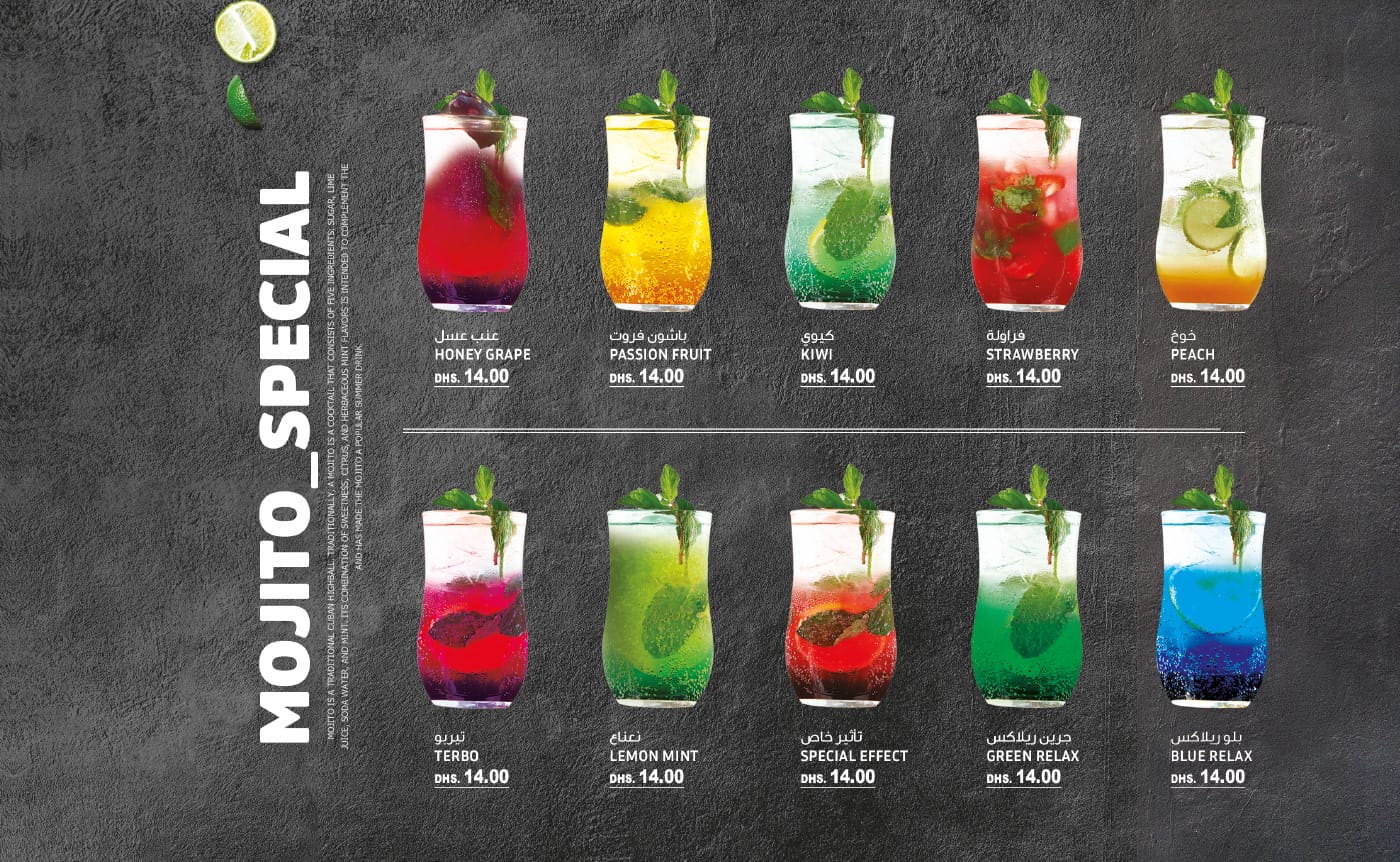 MOJITO_SPECIAL
MOJITO IS A TRADITIONAL CUBAN HIGHBALL. TRADITIONALLY, A MOJITO IS A COCKTAIL THAT CONSISTS OF FIVE INGREDIENTS: SUGAR, LIME
JUICE, SODA WATER, AND MINT. ITS COMBINATION OF SWEETNESS, CITRUS, AND HERBACEOUS MINT FLAVORS IS INTENDED TO COMPLEMENT THE
AND HAS MADE THE MOJITO A POPULAR SUMMER DRINK.
عنب عسل
HONEY GRAPE
DHS. 14.00
باشون فروت
PASSION FRUIT
DHS. 14.00
كيوي
KIWI
DHS. 14.00
فراولة
STRAWBERRY
DHS. 14.00
خوخ
PEACH
DHS. 14.00
تيربو
TERBO
DHS. 14.00
نعناع
LEMON MINT
DHS. 14.00
تأثير خاص
SPECIAL EFFECT
DHS. 14.00
جرين ريلاكس
GREEN RELAX
DHS. 14.00
بلو ريلاكس
BLUE RELAX
DHS. 14.00